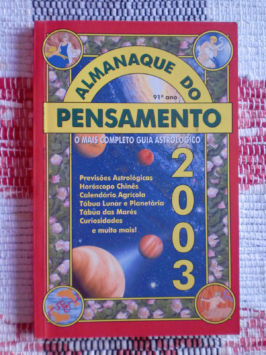 ALMANAQUE DO
91º ano
PENSAMENTO
O MAIS COMPLETO GUIA ASTROLÓGICO
2003
Previsões Astrológicas
Horóscopo Chinês
Calendário Agrícola
Tábua Lunar e Planetária
Tábua das Marés
Curiosidades
e muito mais!